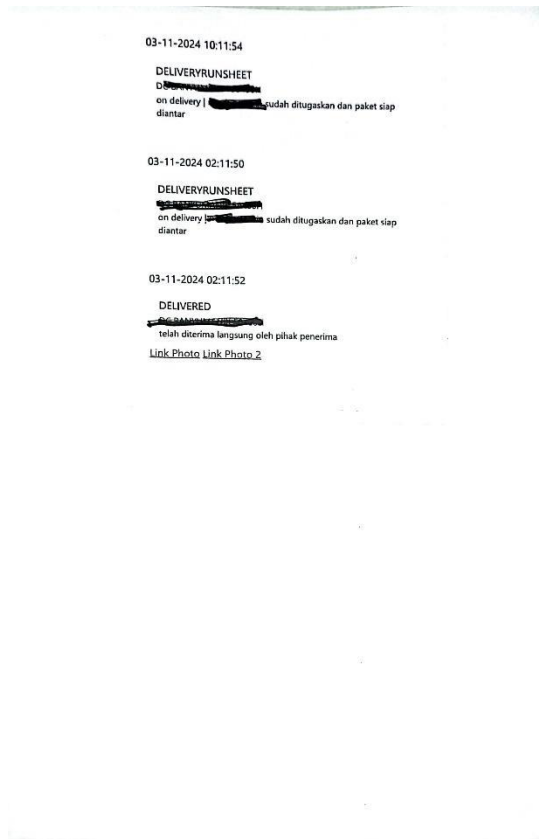 03-11-2024 10:11:54
DELIVERYRUNSHEET
on delivery | sudah ditugaskan dan paket siap
diantar
03-11-2024 02:11:50
DELIVERYRUNSHEET
on delivery | sudah ditugaskan dan paket siap
diantar
03-11-2024 02:11:52
DELIVERED
telah diterima langsung oleh pihak penerima
Link Photo Link Photo 2